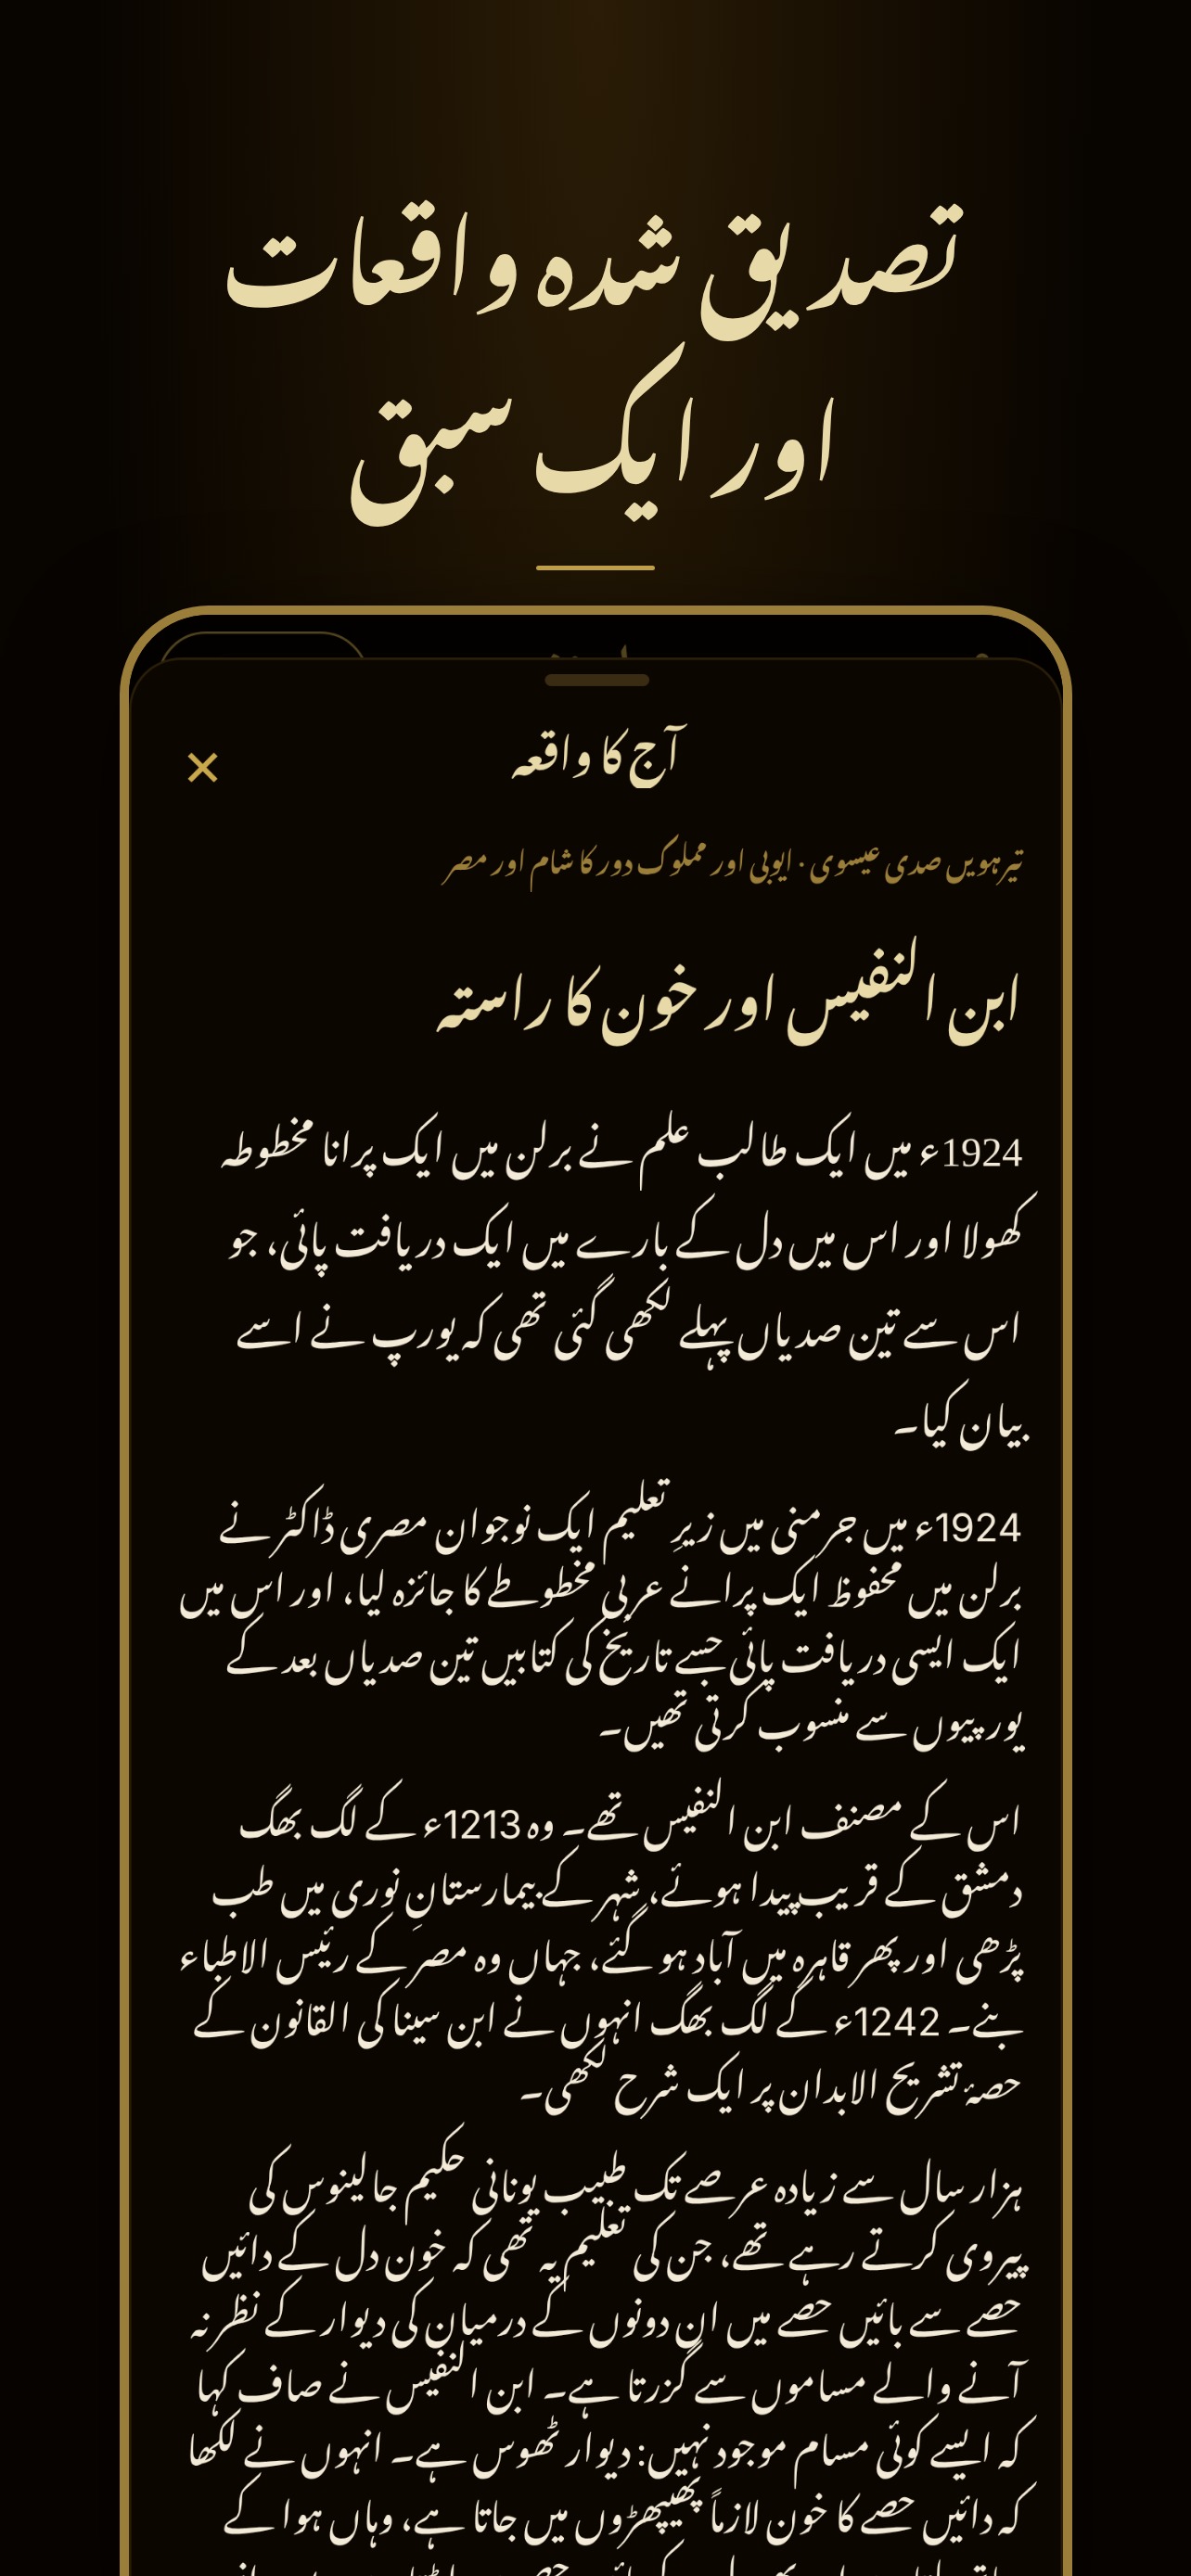 تصدیق شدہ واقعات
اور ایک سبق
آج کا واقعہ
×
تیرہویں صدی عیسوی · ایوبی اور مملوک دور کا شام اور مصر
ابن النفیس اور خون کا راستہ
1924ء میں ایک طالب علم نے برلن میں ایک پرانا مخطوطہ
کھولا اور اس میں دل کے بارے میں ایک دریافت پائی، جو
اس سے تین صدیاں پہلے لکھی گئی تھی کہ یورپ نے اسے
بیان کیا۔
1924ء میں جرمنی میں زیرِ تعلیم ایک نوجوان مصری ڈاکٹر نے
برلن میں محفوظ ایک پرانے عربی مخطوطے کا جائزہ لیا، اور اس میں
ایک ایسی دریافت پائی جسے تاریخ کی کتابیں تین صدیاں بعد کے
یورپیوں سے منسوب کرتی تھیں۔
اس کے مصنف ابن النفیس تھے۔ وہ 1213ء کے لگ بھگ
دمشق کے قریب پیدا ہوئے، شہر کے بیمارستانِ نوری میں طب
پڑھی اور پھر قاہرہ میں آباد ہو گئے، جہاں وہ مصر کے رئیس الاطباء
بنے۔ 1242ء کے لگ بھگ انہوں نے ابن سینا کی القانون کے
حصۂ تشریح الابدان پر ایک شرح لکھی۔
ہزار سال سے زیادہ عرصے تک طبیب یونانی حکیم جالینوس کی
پیروی کرتے رہے تھے، جن کی تعلیم یہ تھی کہ خون دل کے دائیں
حصے سے بائیں حصے میں ان دونوں کے درمیان کی دیوار کے نظر نہ
آنے والے مساموں سے گزرتا ہے۔ ابن النفیس نے صاف کہا
کہ ایسے کوئی مسام موجود نہیں: دیوار ٹھوس ہے۔ انہوں نے لکھا
کہ دائیں حصے کا خون لازماً پھیپھڑوں میں جاتا ہے، وہاں ہوا کے